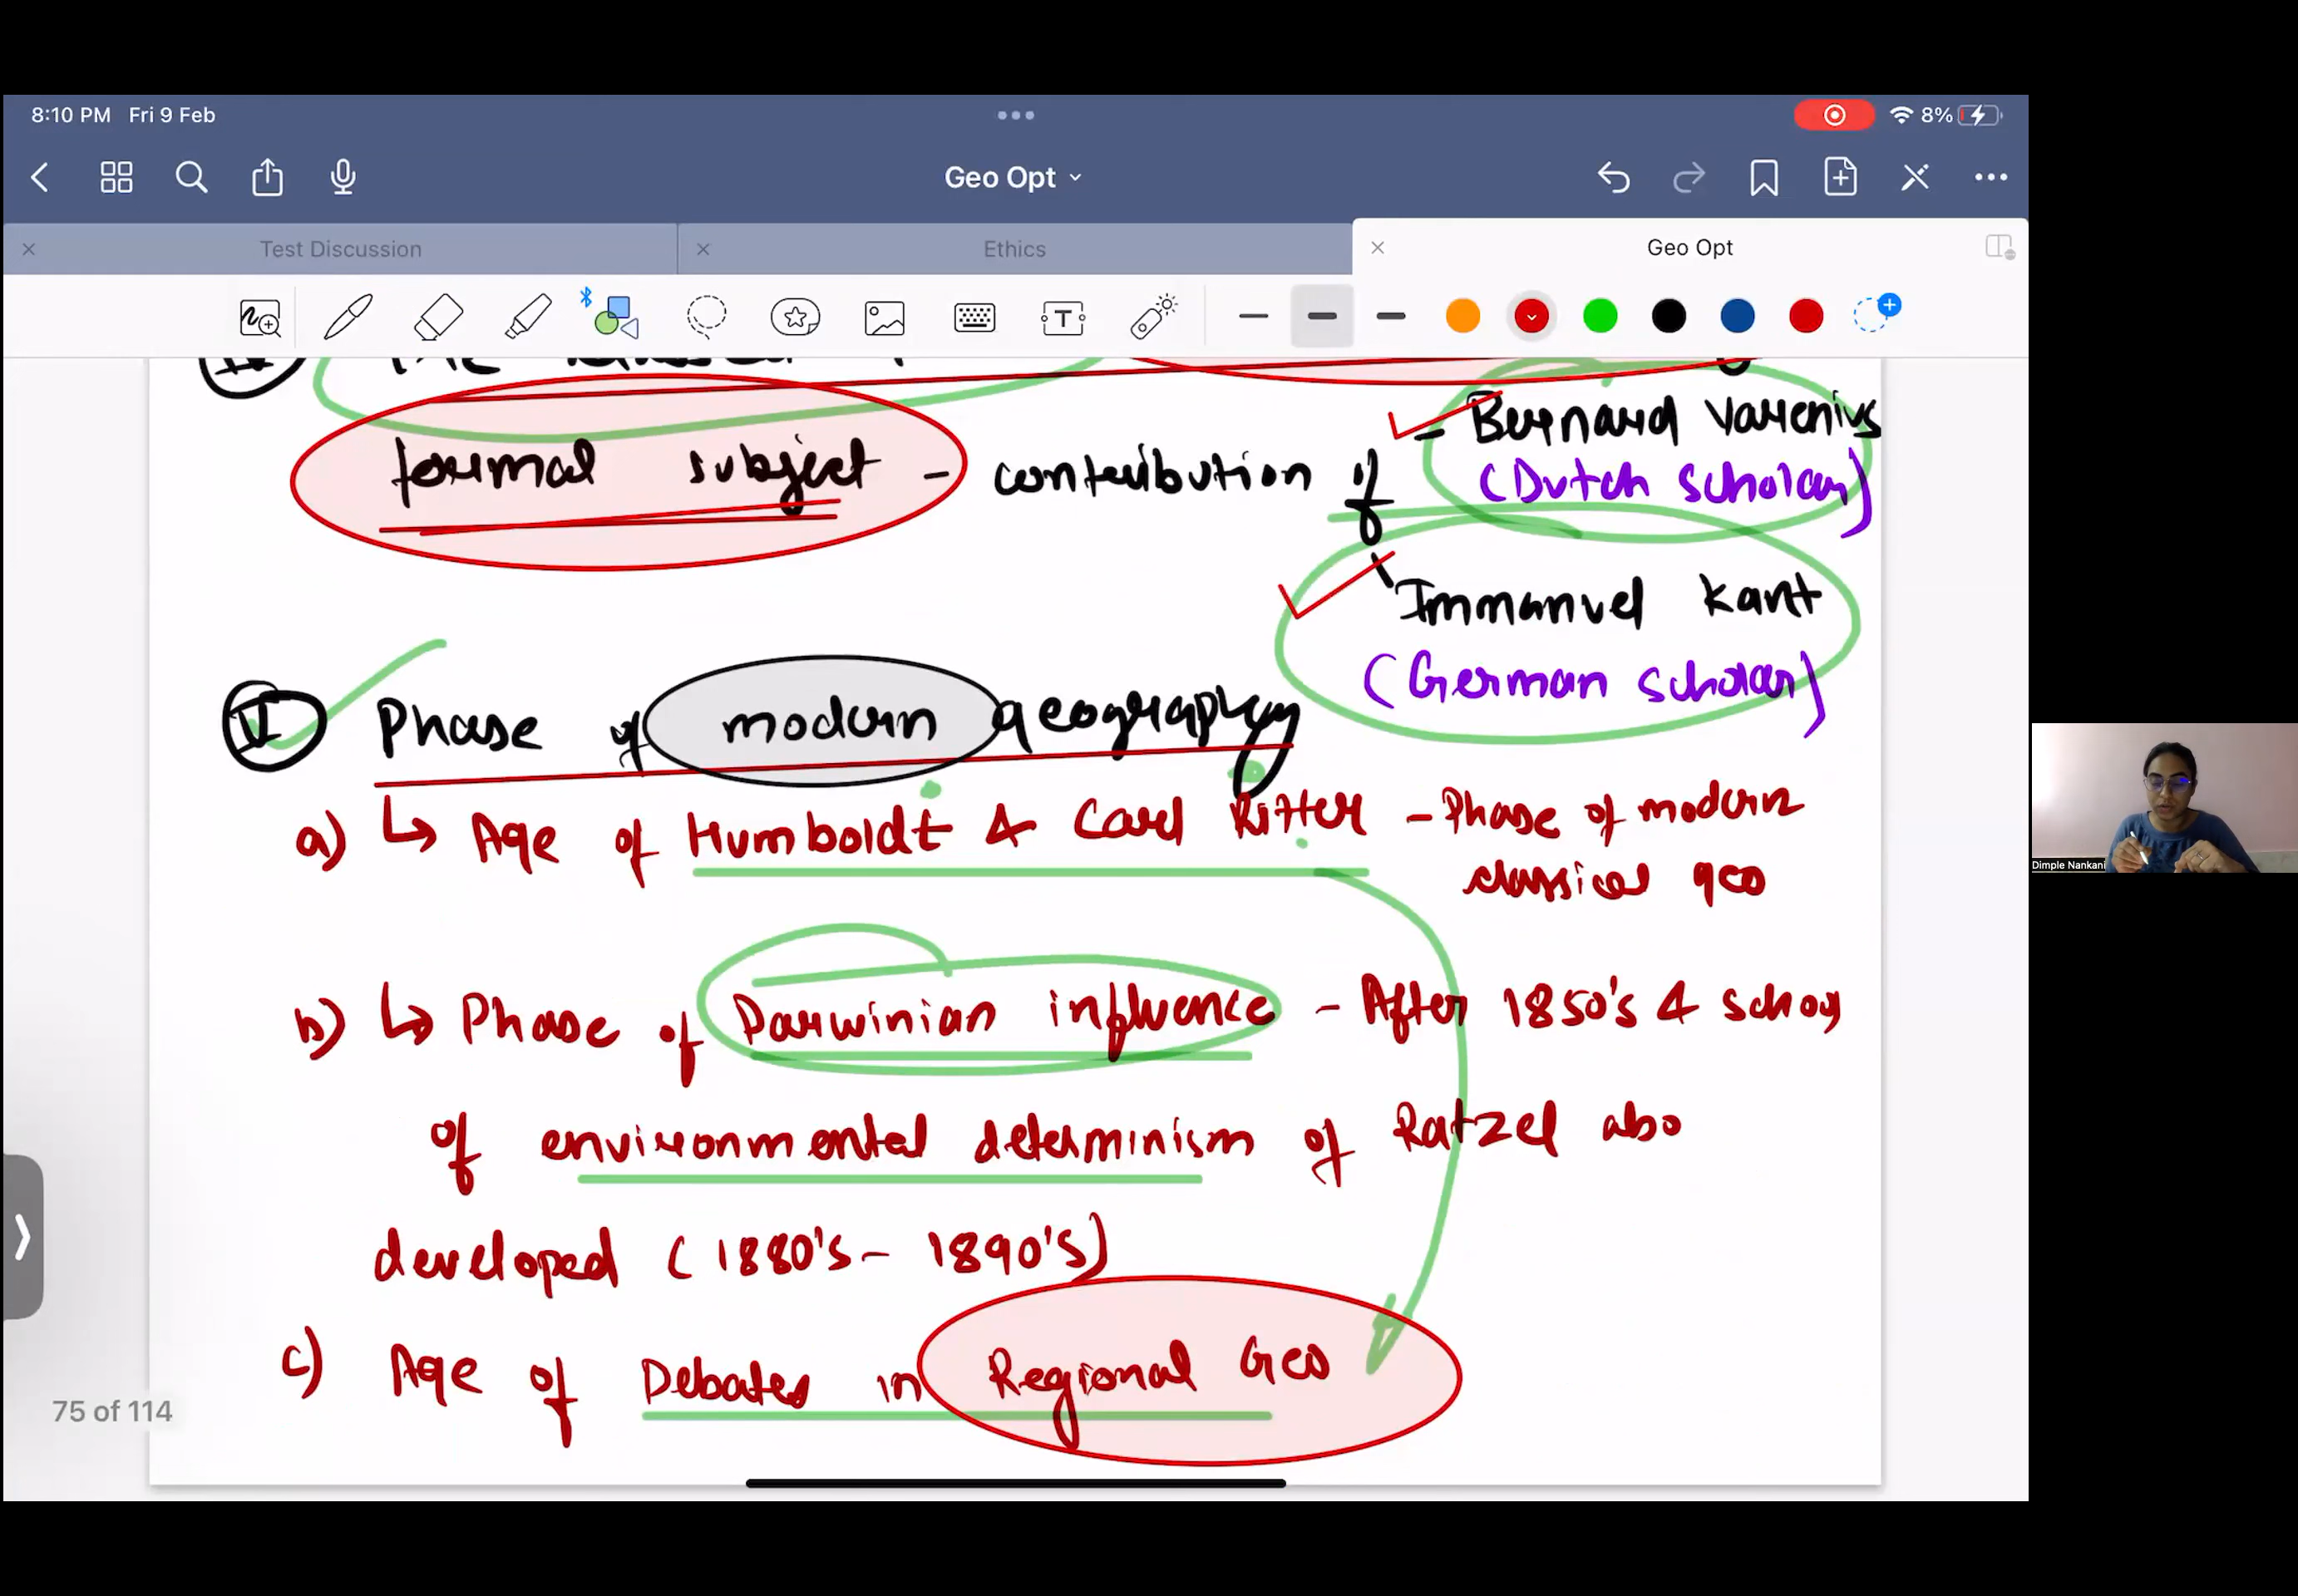 8:10 PM Fri 9 Feb
8%
Geo Opt
Test Discussion
Ethics
Geo Opt
formal subject - contribution of - Bernard Varenius
(Dutch scholar)
Immanuel Kant
(German scholar)
Phase of modern geography
a) ↳ Age of Humboldt & Carl Ritter - Phase of modern
classical geo
b) ↳ Phase of Darwinian influence - After 1850's & school
of environmental determinism of Ratzel also
developed (1880's - 1890's)
c) Age of Debates in Regional Geo
75 of 114
Dimple Nankani